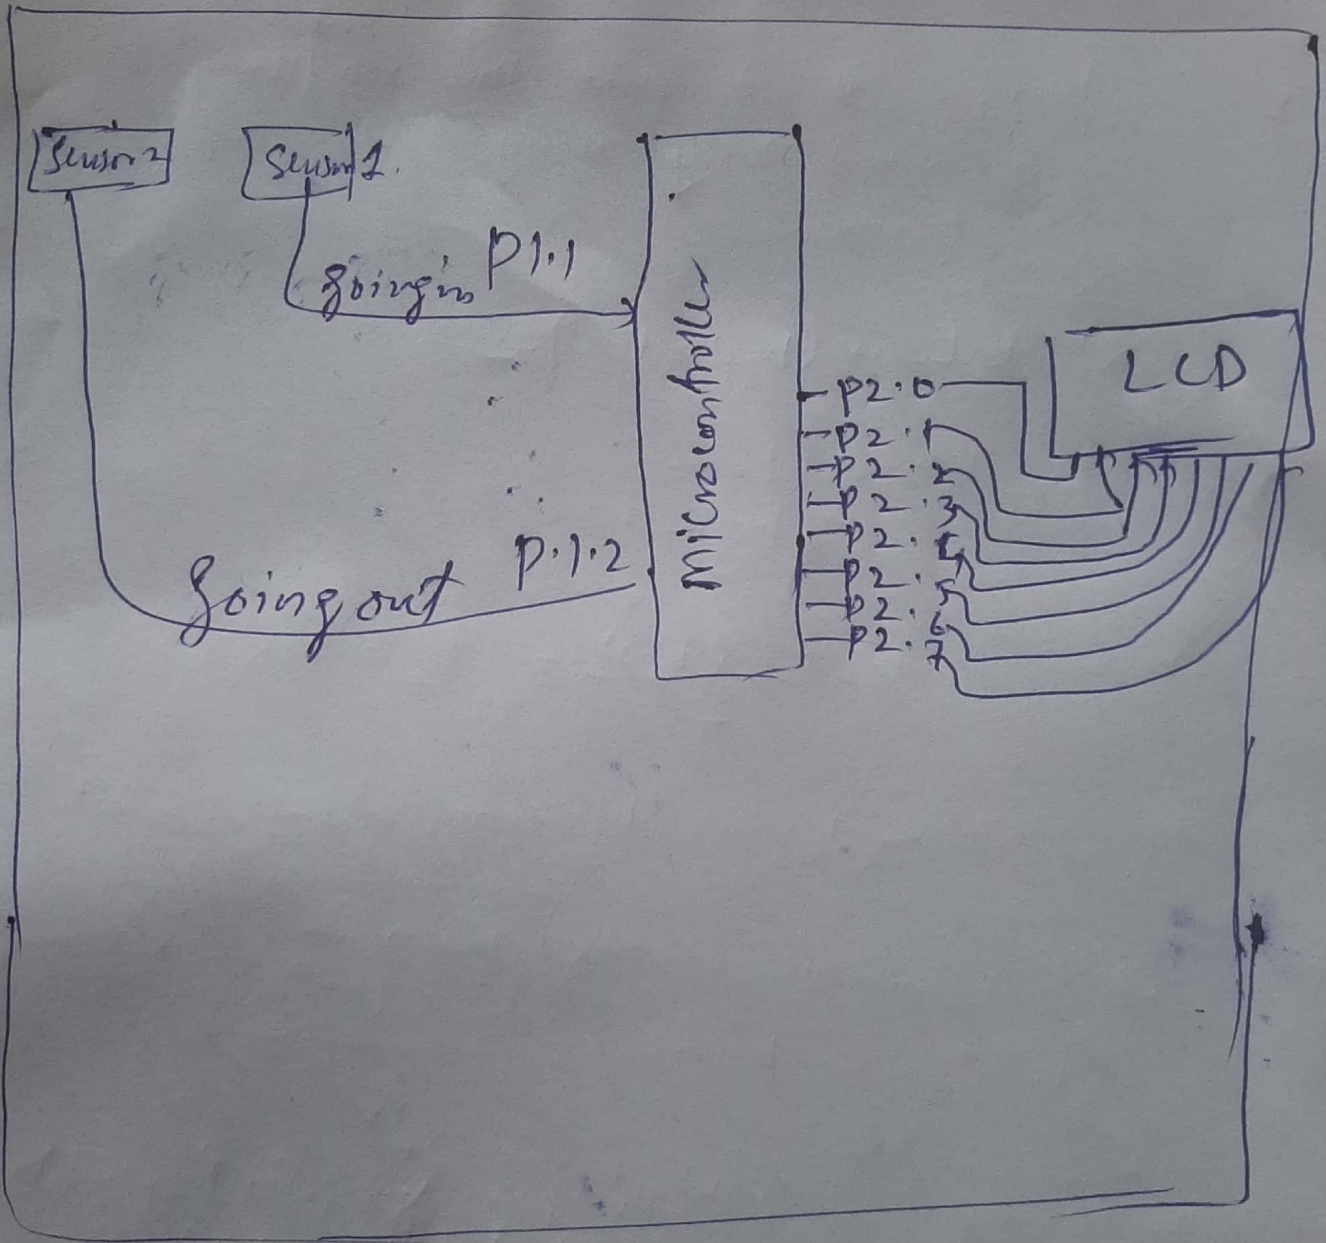 Sensor 2
Sensor 1.
going in P1.1
Microcontroller
LCD
P2.0
P2.1
P2.2
P2.3
P2.4
P2.5
P2.6
P2.7
Going out P.1.2